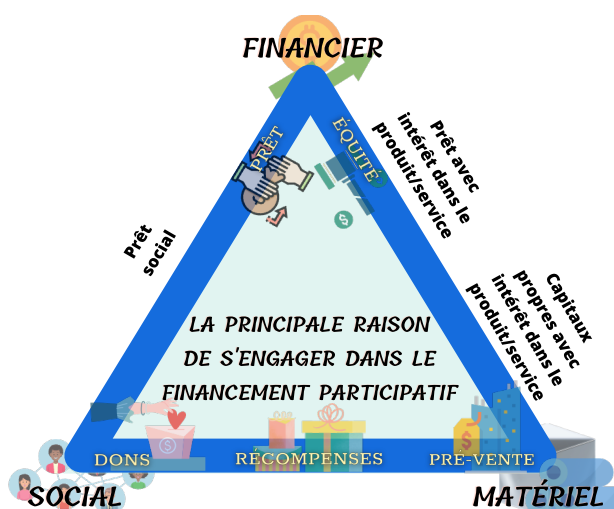 FINANCIER
PRÊT
ÉQUITÉ
Prêt avec
intérêt dans le
produit/service
Prêt
social
Capitaux
propres avec
intérêt dans le
produit/service
LA PRINCIPALE RAISON
DE S'ENGAGER DANS LE
FINANCEMENT PARTICIPATIF
DONS
RÉCOMPENSES
PRÉ-VENTE
SOCIAL
MATÉRIEL